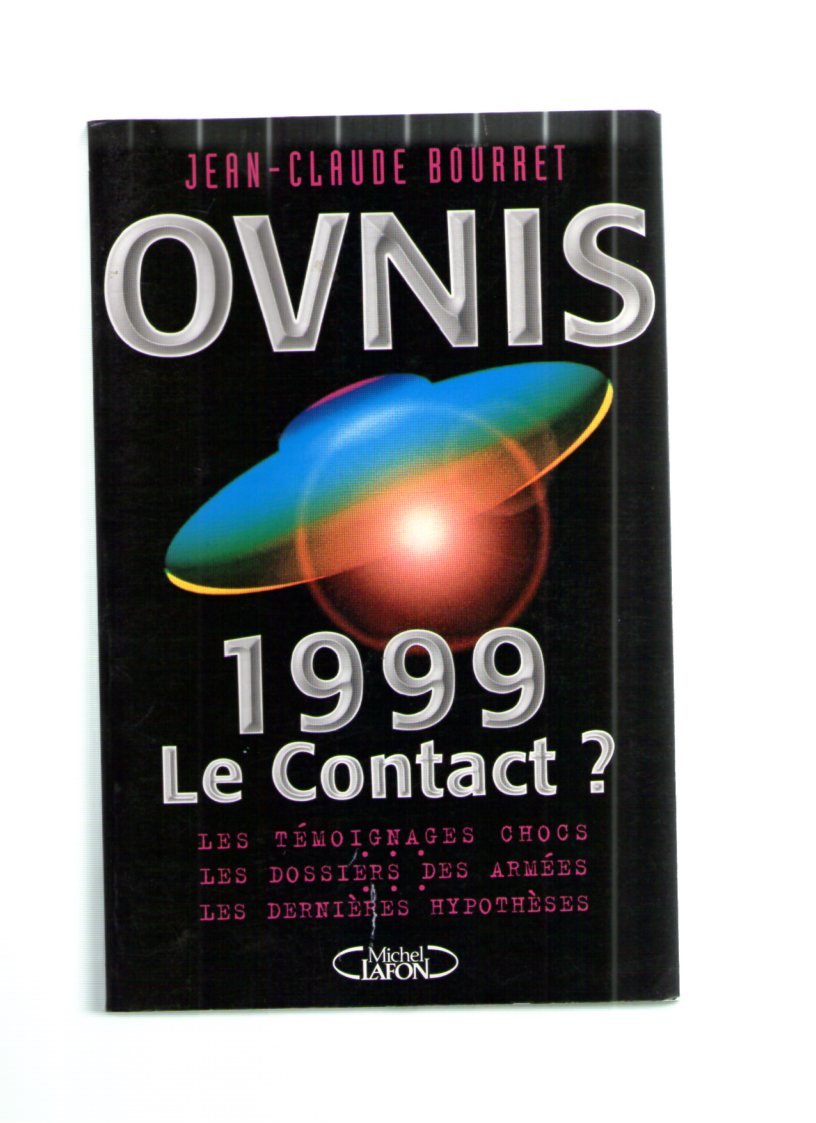 JEAN-CLAUDE BOURRET
OVNIS
1999
Le Contact ?
LES TÉMOIGNAGES CHOCS
LES DOSSIERS DES ARMÉES
LES DERNIÈRES HYPOTHÈSES
Michel
LAFON